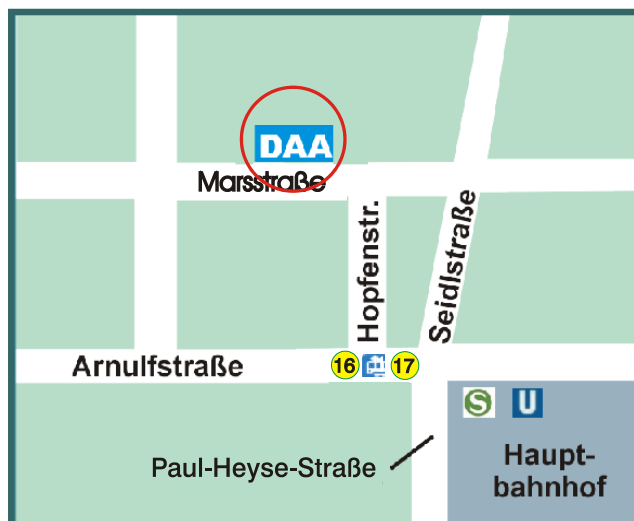 DAA
Marsstraße
Hopfenstr.
Seidlstraße
Arnulfstraße
16 17
S U
Paul-Heyse-Straße
Haupt-
bahnhof